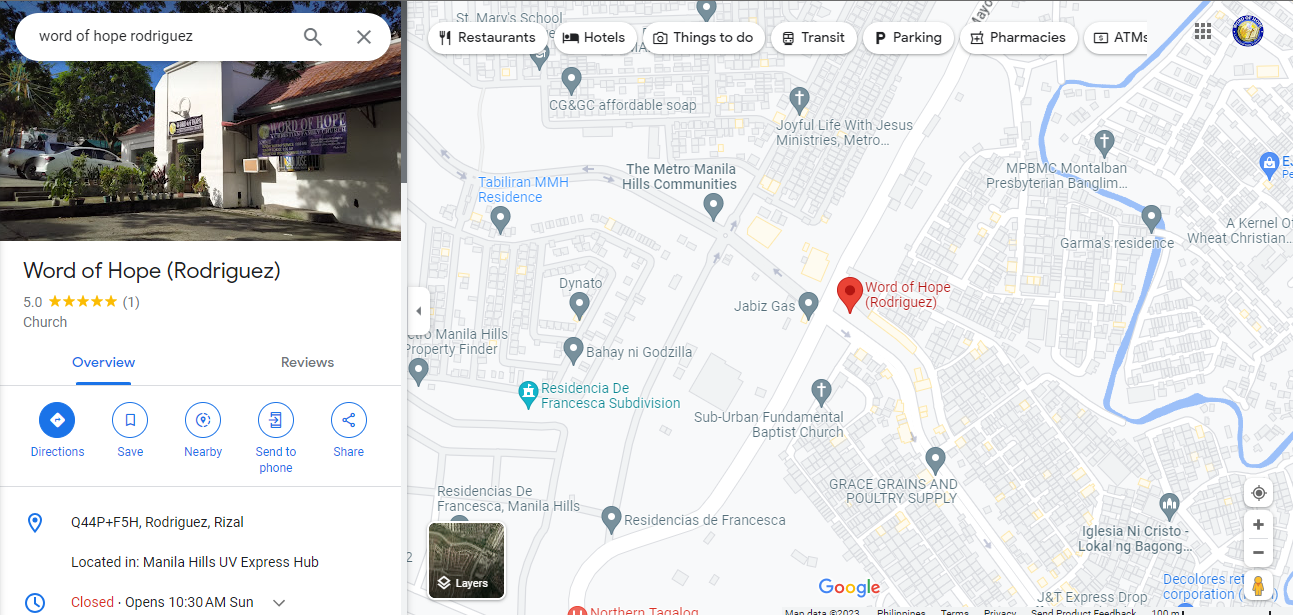 word of hope rodriguez
WORD OF HOPE
WORD OF HOPE
Word of Hope (Rodriguez)
5.0 (1)
Church
Overview
Reviews
Directions
Save
Nearby
Send to
phone
Share
Q44P+F5H, Rodriguez, Rizal
Located in: Manila Hills UV Express Hub
Closed · Opens 10:30 AM Sun
Restaurants
Hotels
Things to do
Transit
Parking
Pharmacies
ATMs
St. Mary's School
CG&GC affordable soap
Joyful Life With Jesus
Ministries, Metro...
The Metro Manila
Hills Communities
MPBMC Montalban
Presbyterian Banglim...
Tabiliran MMH
Residence
Garma's residence
A Kernel Of
Wheat Christian...
Dynato
Jabiz Gas
Word of Hope
(Rodriguez)
Manila Hills
Property Finder
Bahay ni Godzilla
Residencia De
Francesca Subdivision
Sub-Urban Fundamental
Baptist Church
GRACE GRAINS AND
POULTRY SUPPLY
Residencias De
Francesca, Manila Hills
Residencias de Francesca
Iglesia Ni Cristo -
Lokal ng Bagong...
Layers
Google
Decolores
corporation
J&T Express Drop
Northern Tagalog
Map data ©2023 Philippines Terms Privacy Send Product Feedback 100 m